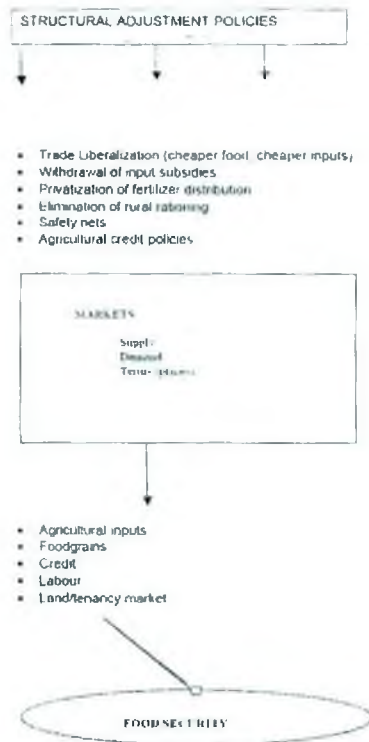 STRUCTURAL ADJUSTMENT POLICIES
• Trade Liberalization (cheaper food, cheaper inputs)
• Withdrawal of input subsidies
• Privatization of fertilizer distribution
• Elimination of rural rationing
• Safety nets
• Agricultural credit policies
MARKETS
Supply
Demand
• Agricultural inputs
• Foodgrains
• Credit
• Labour
• Land/tenancy market
FOOD SECURITY